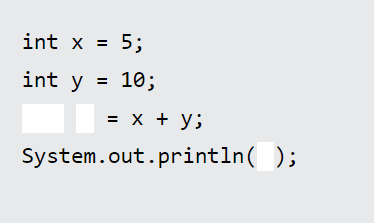 int x = 5;
int y = 10;
= x + y;
System.out.println( );